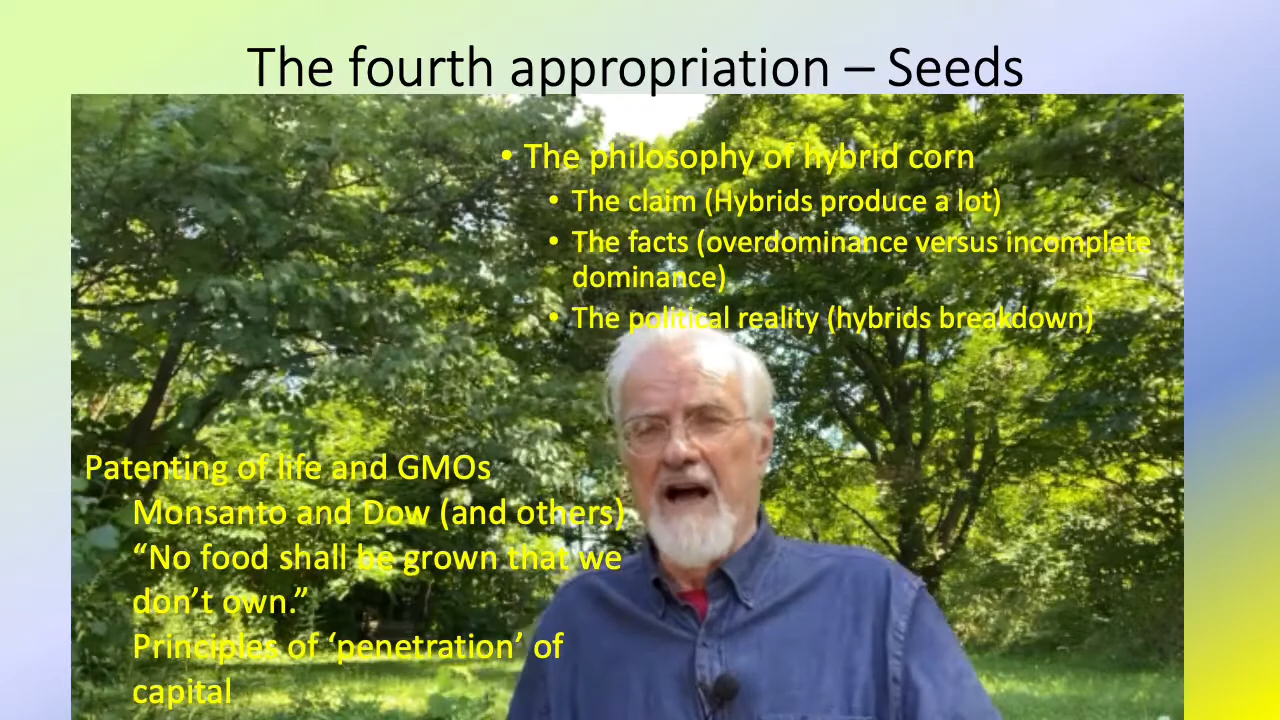 The fourth appropriation – Seeds
• The philosophy of hybrid corn
• The claim (Hybrids produce a lot)
• The facts (overdominance versus incomplete
dominance)
• The political reality (hybrids breakdown)
Patenting of life and GMOs
Monsanto and Dow (and others)
“No food shall be grown that we
don’t own.”
Principles of ‘penetration’ of
capital